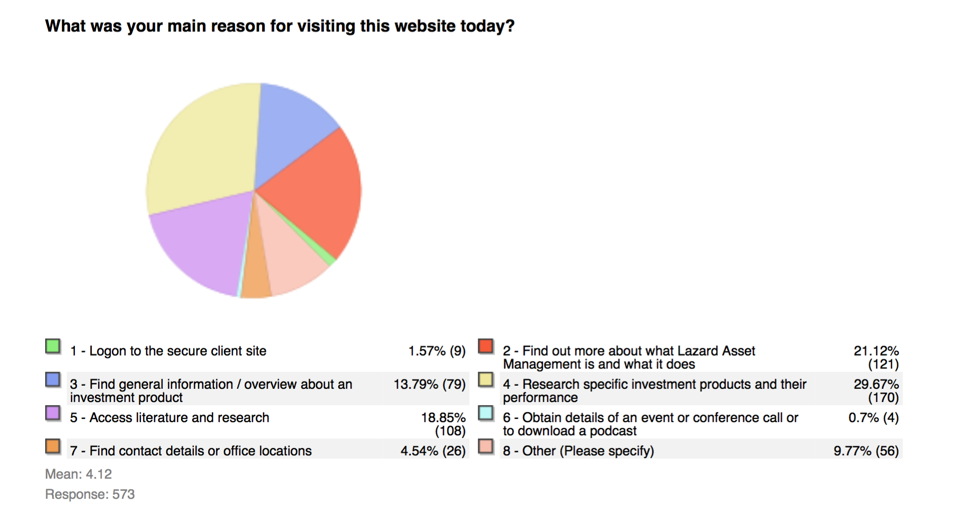 What was your main reason for visiting this website today?
1 - Logon to the secure client site 1.57% (9)
2 - Find out more about what Lazard Asset 21.12%
Management is and what it does (121)
3 - Find general information / overview about an 13.79% (79)
investment product
4 - Research specific investment products and their 29.67%
performance (170)
5 - Access literature and research 18.85%
(108)
6 - Obtain details of an event or conference call or 0.7% (4)
to download a podcast
7 - Find contact details or office locations 4.54% (26)
8 - Other (Please specify) 9.77% (56)
Mean: 4.12
Response: 573